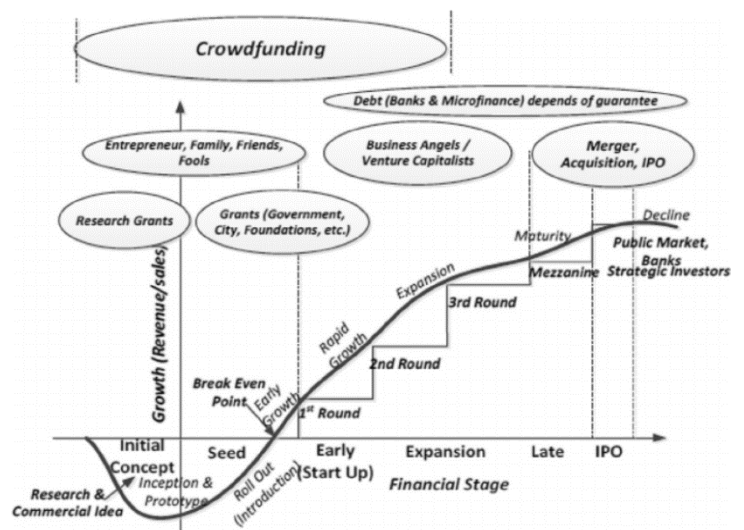 Crowdfunding
Debt (Banks & Microfinance) depends of guarantee
Entrepreneur, Family, Friends,
Fools
Business Angels /
Venture Capitalists
Merger,
Acquisition, IPO
Research Grants
Grants (Government,
City, Foundations, etc.)
Growth (Revenue/sales)
Decline
Maturity
Public Market,
Banks
Strategic Investors
Mezzanine
Expansion
3rd Round
Rapid
Growth
2nd Round
Break Even
Point
Early
Growth
1st Round
Initial
Concept
Seed
Early
(Start Up)
Expansion
Late
IPO
Financial Stage
Inception &
Prototype
Roll Out
(Introduction)
Research &
Commercial Idea